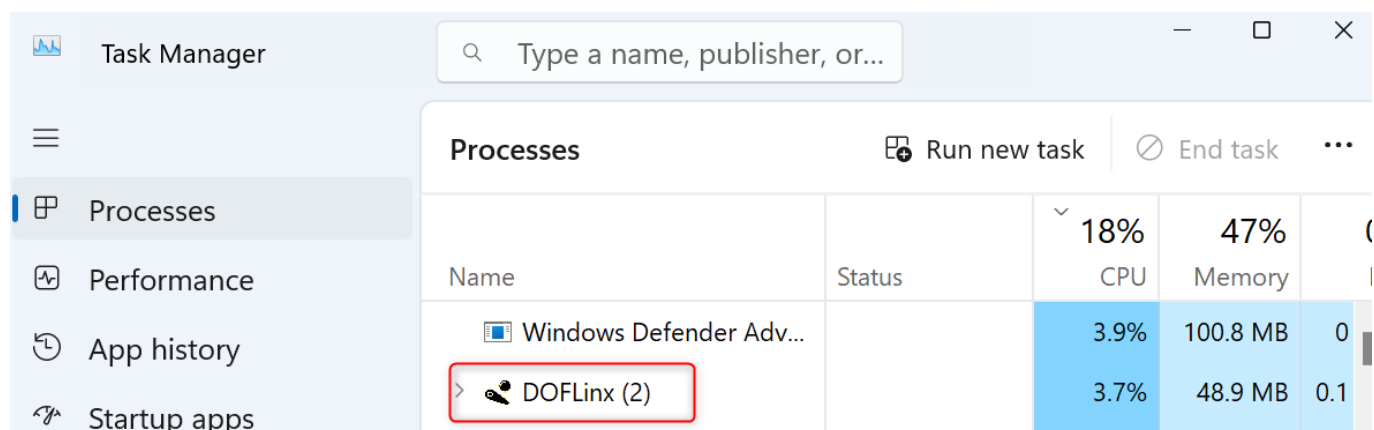 Task Manager
Type a name, publisher, or...
Processes
Run new task
End task
Processes
Performance
App history
Startup apps
18%
47%
Name
Status
CPU
Memory
Windows Defender Adv...
3.9%
100.8 MB
0
DOFLinx (2)
3.7%
48.9 MB
0.1